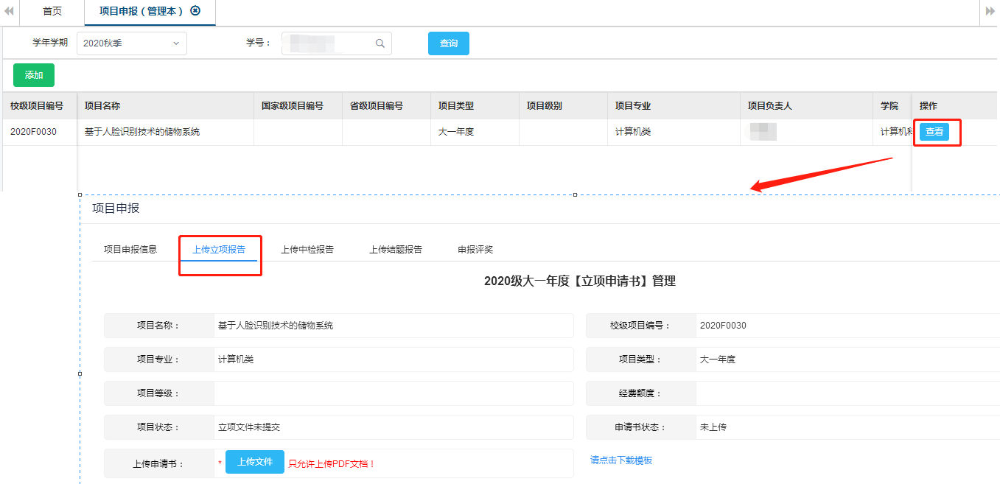 首页 项目申报（管理本）
学年学期 2020秋季 学号： 查询
添加
校级项目编号 项目名称 国家级项目编号 省级项目编号 项目类型 项目级别 项目专业 项目负责人 学院 操作
2020F0030 基于人脸识别技术的储物系统 大一年度 计算机类 计算机科 查看
项目申报
项目申报信息 上传立项报告 上传中检报告 上传结题报告 申报评奖
2020级大一年度【立项申请书】管理
项目名称： 基于人脸识别技术的储物系统 校级项目编号： 2020F0030
项目专业： 计算机类 项目类型： 大一年度
项目等级： 经费额度：
项目状态： 立项文件未提交 申请书状态： 未上传
上传申请书： * 上传文件 只允许上传PDF文档！ 请点击下载模板